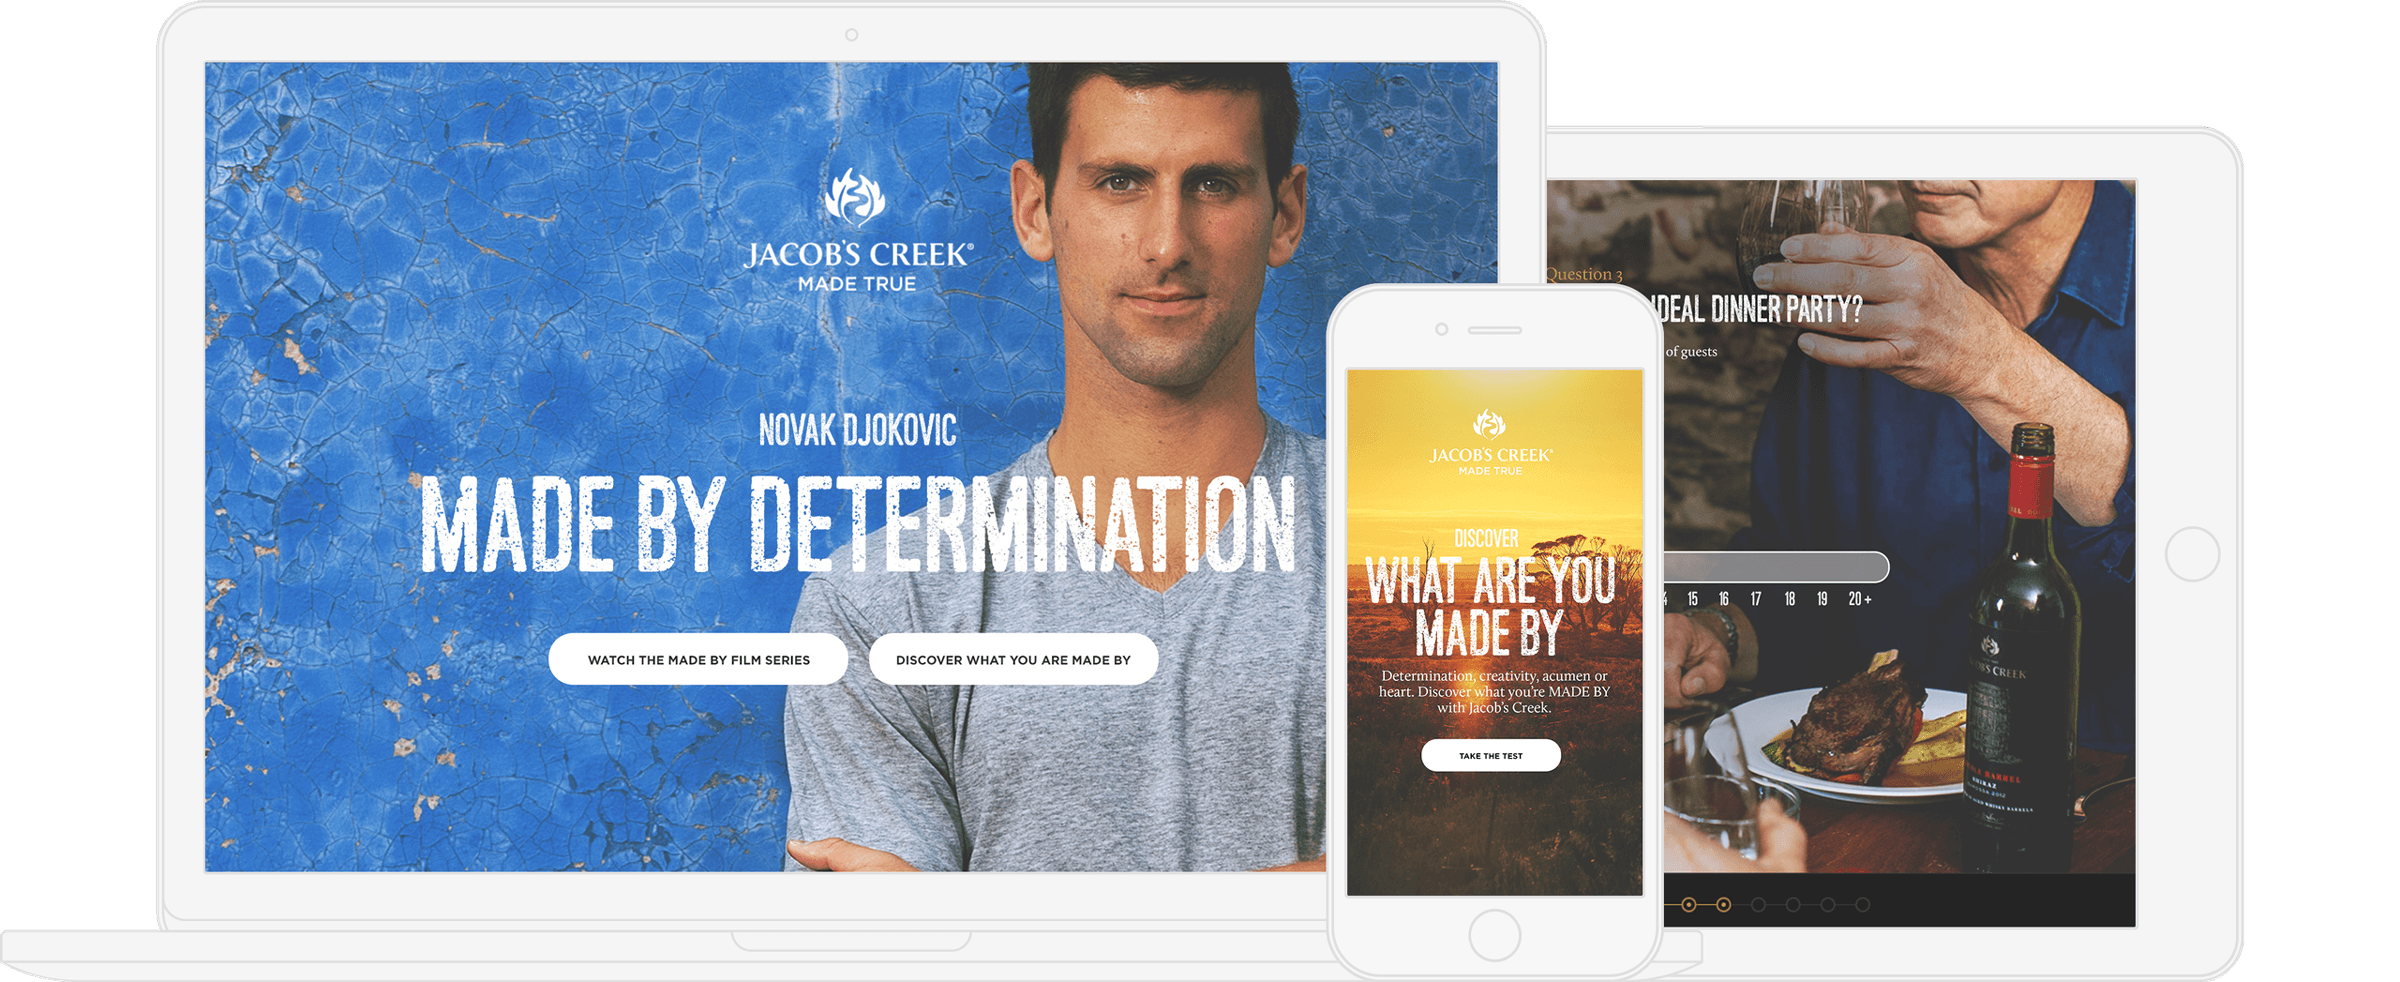 JACOB'S CREEK®
MADE TRUE
NOVAK DJOKOVIC
MADE BY DETERMINATION
WATCH THE MADE BY FILM SERIES
DISCOVER WHAT YOU ARE MADE BY
JACOB'S CREEK®
MADE TRUE
DISCOVER
WHAT ARE YOU
MADE BY
Determination, creativity, acumen or
heart. Discover what you're MADE BY
with Jacob's Creek.
TAKE THE TEST
Question 3
DEAL DINNER PARTY?
of guests
15 16 17 18 19 20+
CREEK
BARREL
SHIRAZ